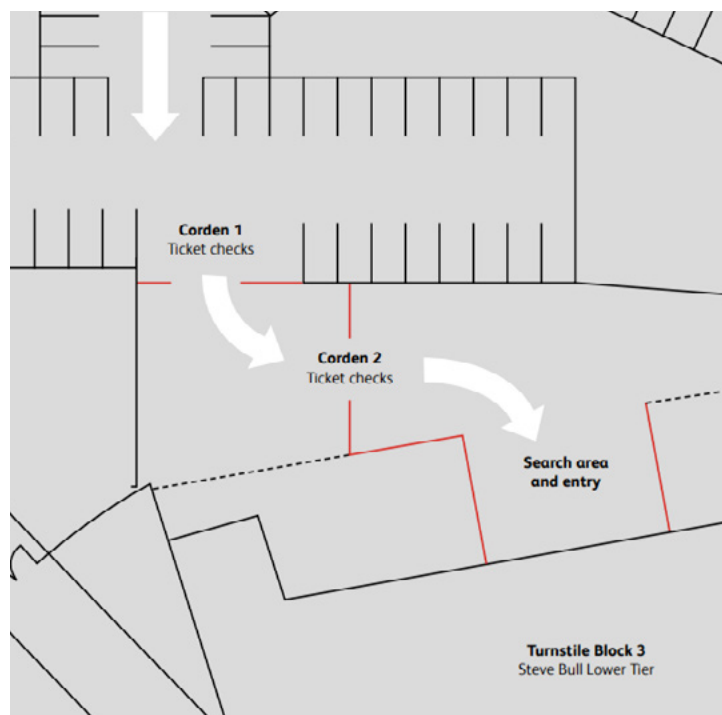 Corden 1
Ticket checks
Corden 2
Ticket checks
Search area
and entry
Turnstile Block 3
Steve Bull Lower Tier